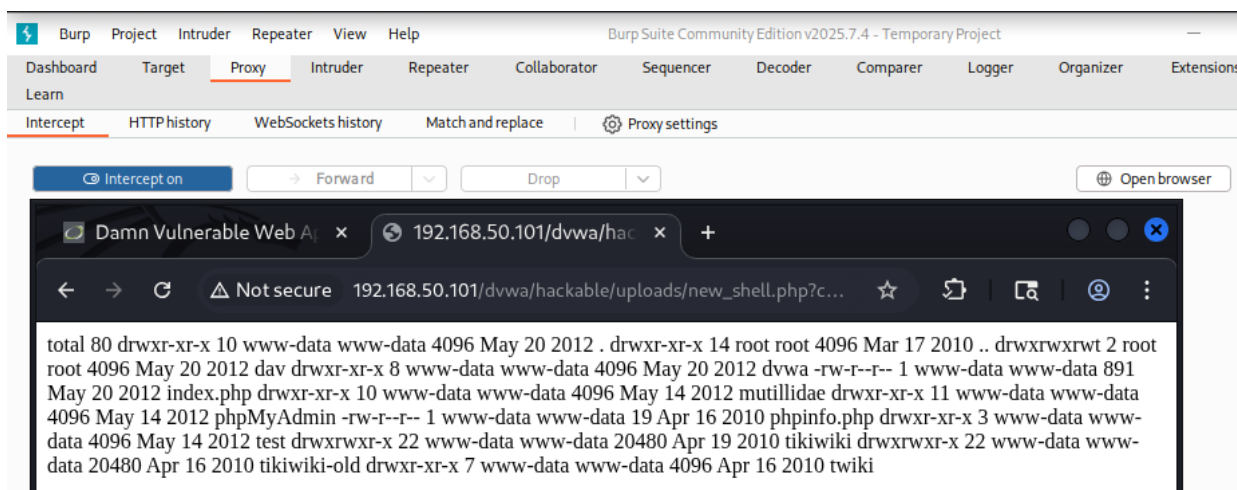 Burp Project Intruder Repeater View Help Burp Suite Community Edition v2025.7.4 - Temporary Project
Dashboard Target Proxy Intruder Repeater Collaborator Sequencer Decoder Comparer Logger Organizer Extensions
Learn
Intercept HTTP history WebSockets history Match and replace Proxy settings
Intercept on Forward Drop Open browser
Damn Vulnerable Web Ap 192.168.50.101/dvwa/hac
Not secure 192.168.50.101/dvwa/hackable/uploads/new_shell.php?c...
total 80 drwxr-xr-x 10 www-data www-data 4096 May 20 2012 . drwxr-xr-x 14 root root 4096 Mar 17 2010 .. drwxrwxrwt 2 root
root 4096 May 20 2012 dav drwxr-xr-x 8 www-data www-data 4096 May 20 2012 dvwa -rw-r--r-- 1 www-data www-data 891
May 20 2012 index.php drwxr-xr-x 10 www-data www-data 4096 May 14 2012 mutillidae drwxr-xr-x 11 www-data www-data
4096 May 14 2012 phpMyAdmin -rw-r--r-- 1 www-data www-data 19 Apr 16 2010 phpinfo.php drwxr-xr-x 3 www-data www-
data 4096 May 14 2012 test drwxrwxr-x 22 www-data www-data 20480 Apr 19 2010 tikiwiki drwxrwxr-x 22 www-data www-
data 20480 Apr 16 2010 tikiwiki-old drwxr-xr-x 7 www-data www-data 4096 Apr 16 2010 twiki